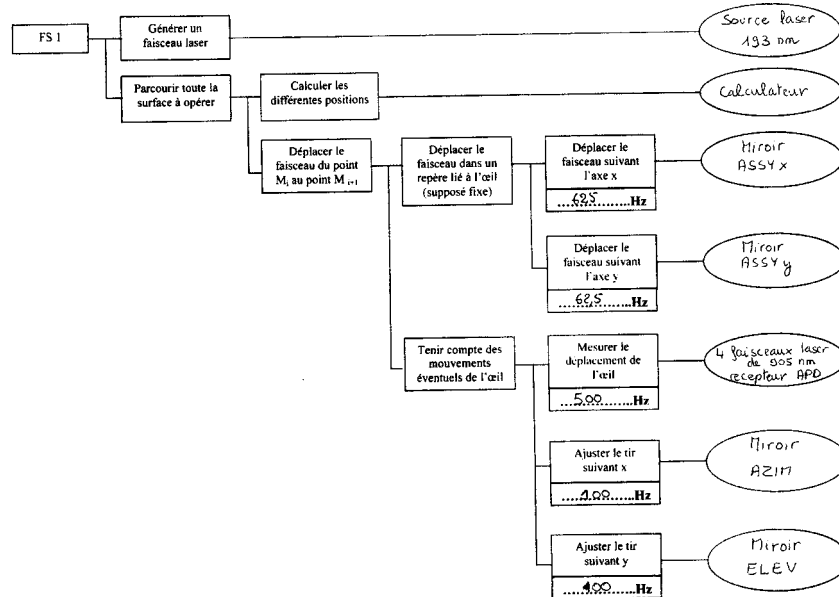 FS 1
Générer un
faisceau laser
Source laser
193 nm
Parcourir toute la
surface à opérer
Calculer les
différentes positions
Calculateur
Déplacer le
faisceau du point
M i au point M i+1
Déplacer le
faisceau dans un
repère lié à l'œil
(supposé fixe)
Déplacer le
faisceau suivant
l'axe x
62,5 Hz
Miroir
ASSY x
Déplacer le
faisceau suivant
l'axe y
62,5 Hz
Miroir
ASSY y
Tenir compte des
mouvements
éventuels de l'œil
Mesurer le
déplacement de
l'œil
500 Hz
4 faisceaux laser
de 905 nm
recepteur APD
Ajuster le tir
suivant x
100 Hz
Miroir
AZIM
Ajuster le tir
suivant y
100 Hz
Miroir
ELEV